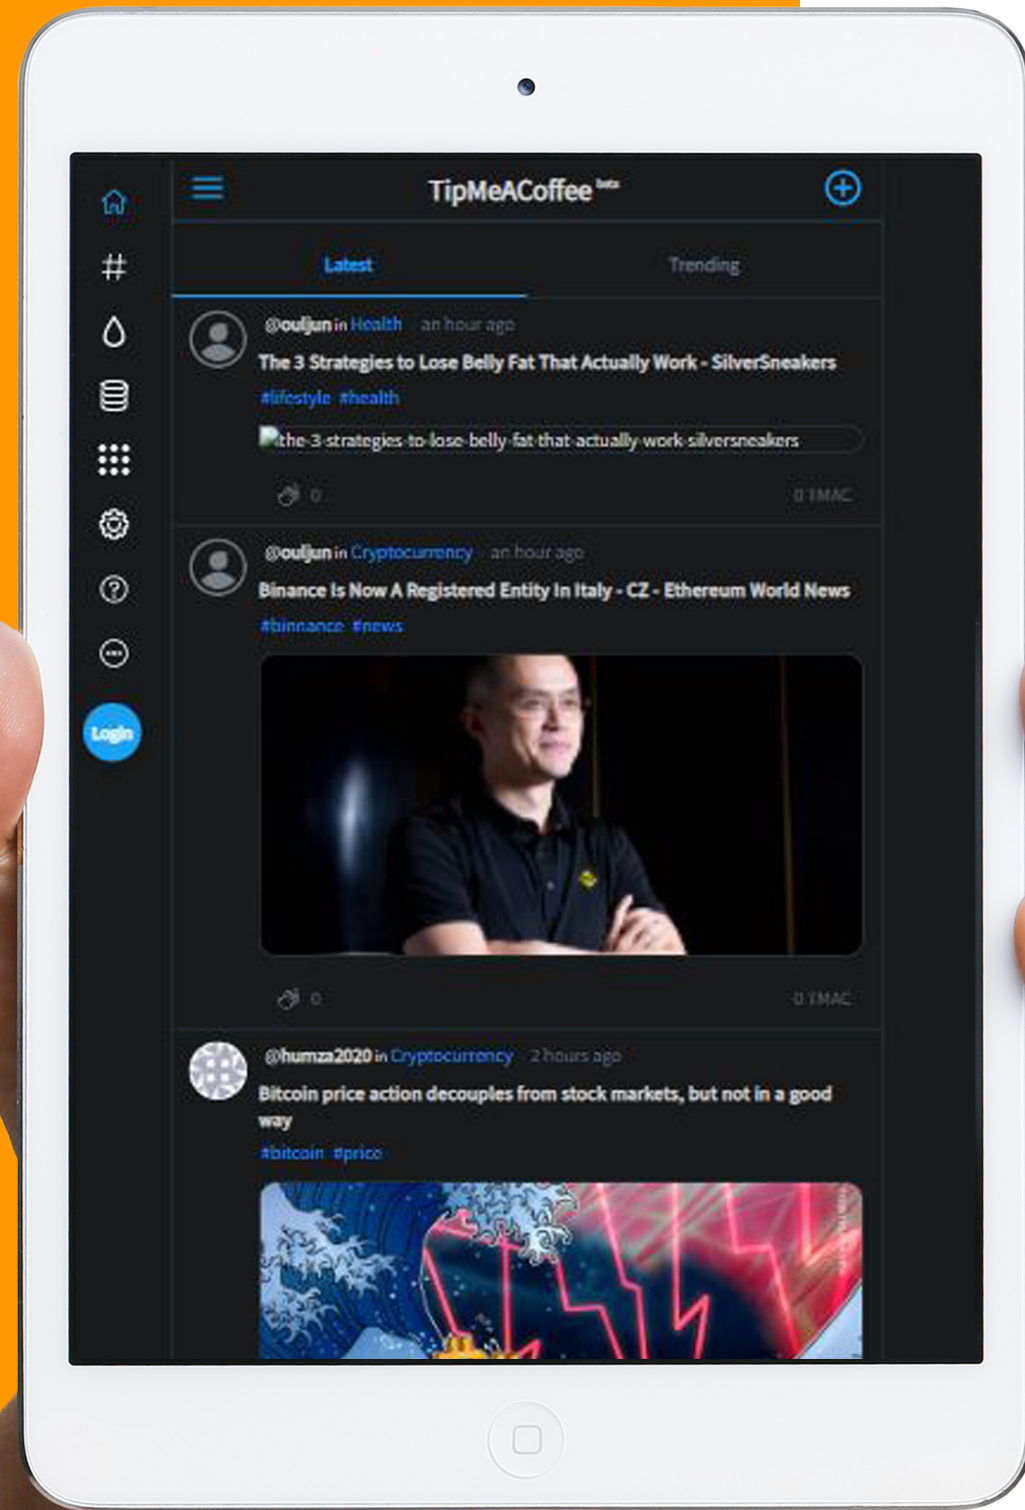 TipMeACoffee beta
Latest
Trending
@ouljun in Health an hour ago
The 3 Strategies to Lose Belly Fat That Actually Work - SilverSneakers
#lifestyle #health
the-3-strategies-to-lose-belly-fat-that-actually-work-silversneakers
0
0 TMAC
@ouljun in Cryptocurrency an hour ago
Binance Is Now A Registered Entity In Italy - CZ - Ethereum World News
#binnance #news
Login
0
0 TMAC
@humza2020 in Cryptocurrency 2 hours ago
Bitcoin price action decouples from stock markets, but not in a good
way
#bitcoin #price